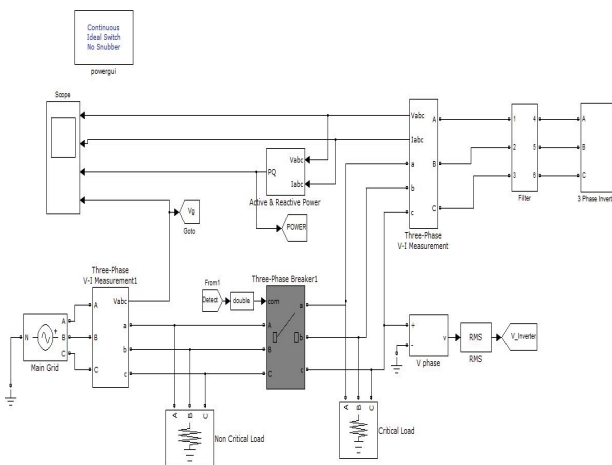 Continuous
Ideal Switch
No Snubber
powergui
Scope
Vabc
Iabc
a
b
c
A
B
C
Three-Phase
V-I Measurement
1
2
3
4
5
6
Filter
A
B
C
3 Phase Invert
Vabc
Iabc
PQ
Active & Reactive Power
POWER
Vg
Goto
Three-Phase
V-I Measurement1
A
B
C
Vabc
a
b
c
N
A
B
C
Main Grid
From1
Detect
double
Three-Phase Breaker1
com
A
B
C
a
b
c
+
-
v
V phase
RMS
RMS
V_Inverter
A B C
Non Critical Load
A B C
Critical Load